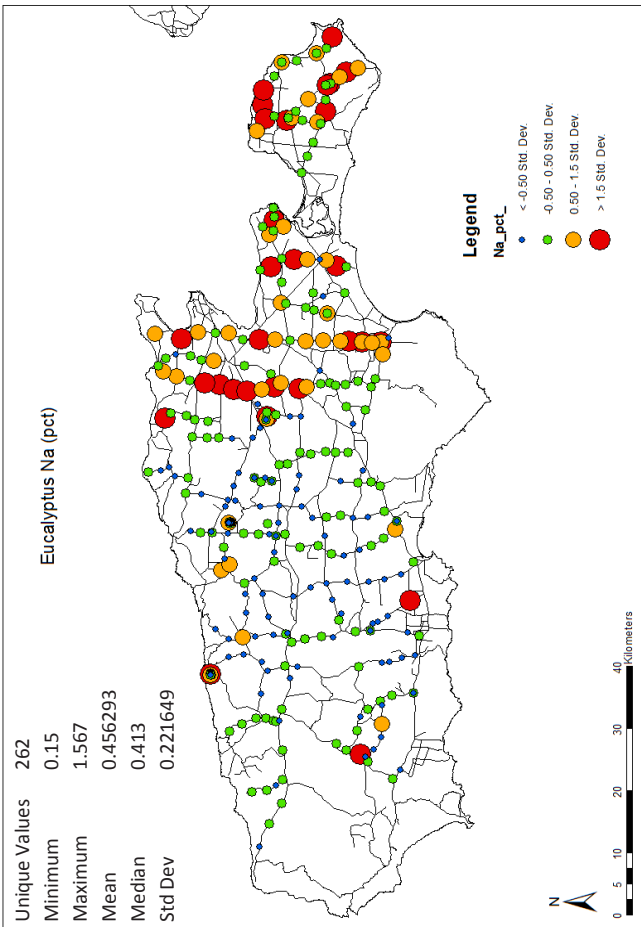 Unique Values 262
Minimum 0.15
Maximum 1.567
Mean 0.456293
Median 0.413
Std Dev 0.221649
Eucalyptus Na (pct)
Legend
Na_pct_
< -0.50 Std. Dev.
-0.50 - 0.50 Std. Dev.
0.50 - 1.5 Std. Dev.
> 1.5 Std. Dev.
N
0 5 10 20 30 40
Kilometers